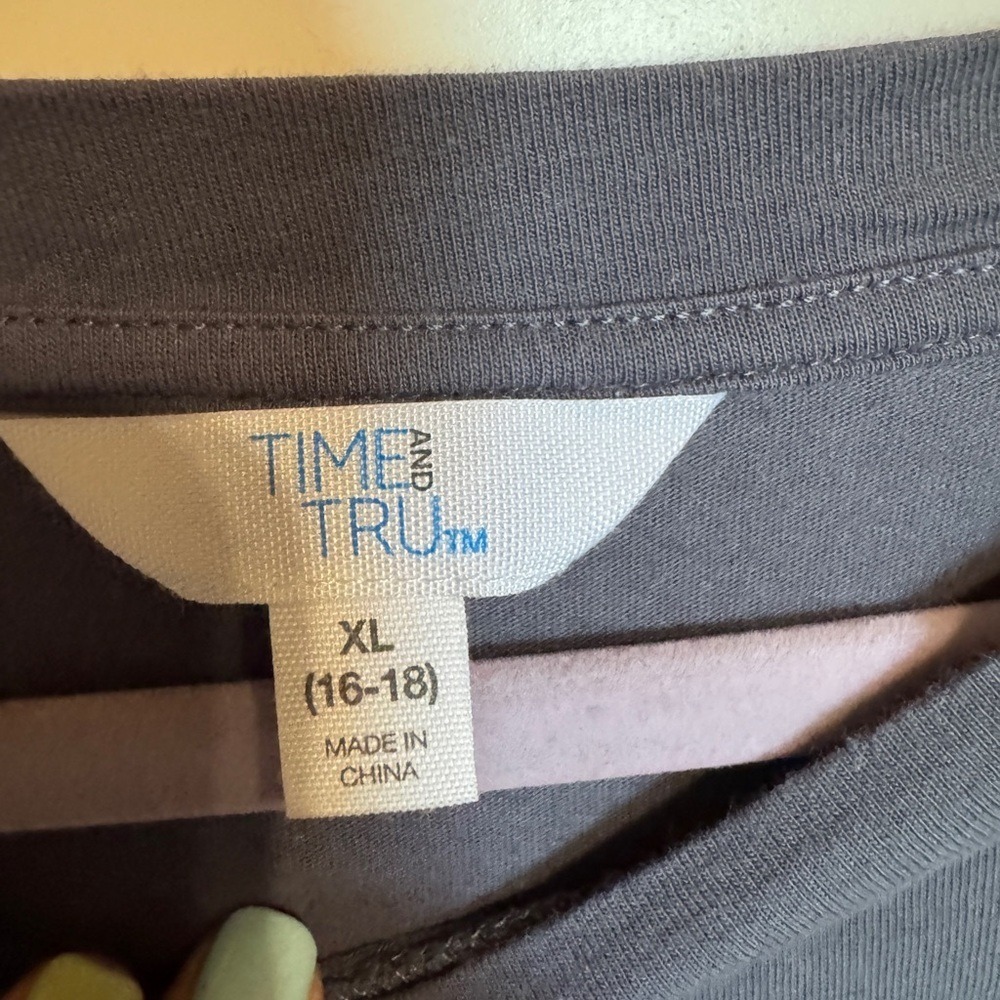 TIME AND
TRU TM
XL
(16-18)
MADE IN
CHINA